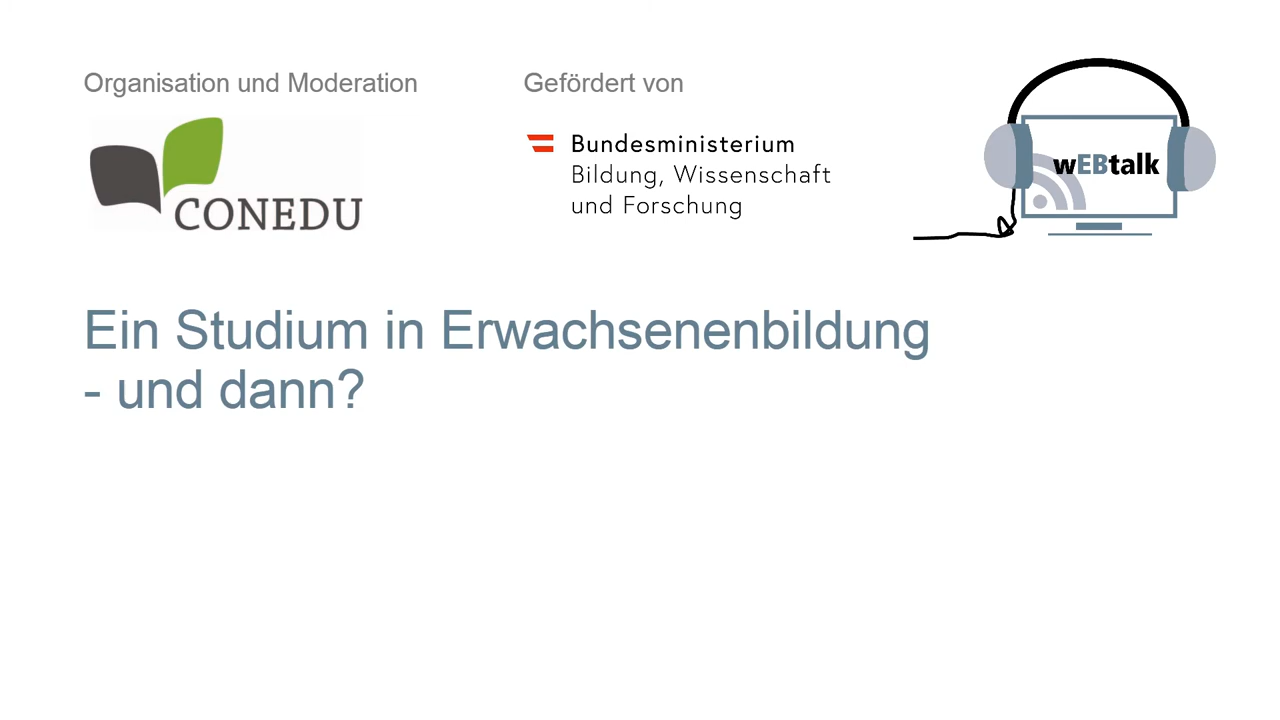 Organisation und Moderation
CONEDU
Gefördert von
Bundesministerium
Bildung, Wissenschaft
und Forschung
wEBtalk
Ein Studium in Erwachsenenbildung
- und dann?